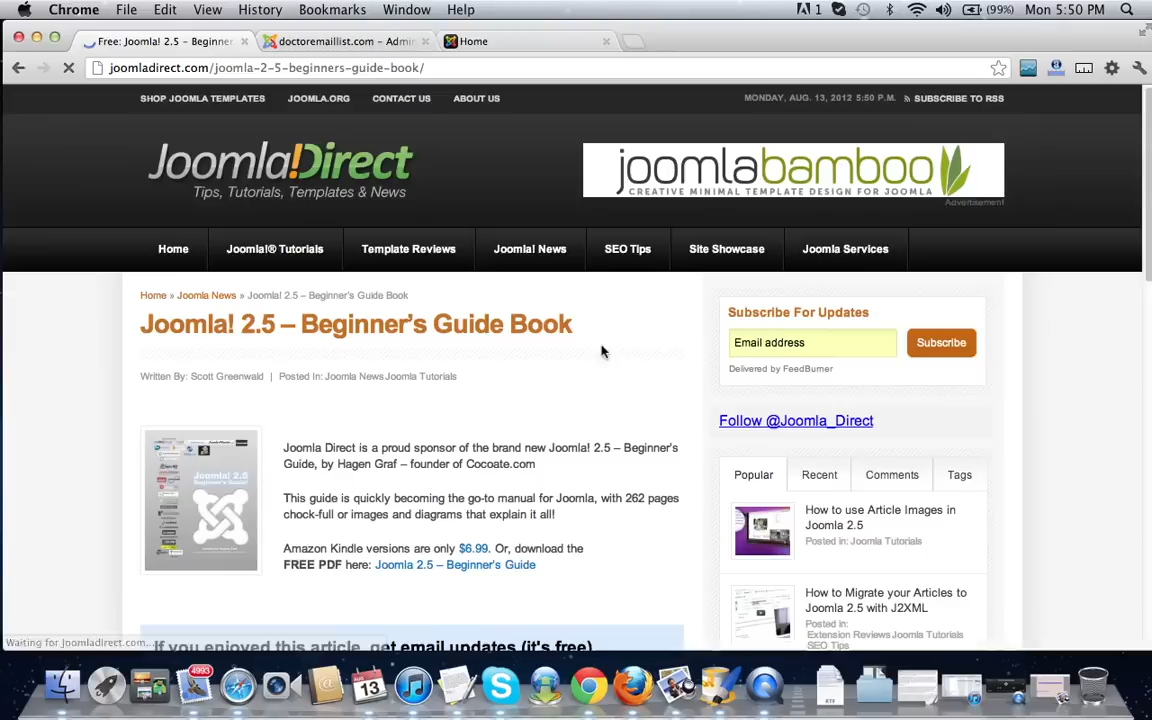 Chrome File Edit View History Bookmarks Window Help 1 (99%) Mon 5:50 PM
Free: Joomla! 2.5 - Beginner doctoremaillist.com - Admin Home
joomladirect.com/joomla-2-5-beginners-guide-book/
SHOP JOOMLA TEMPLATES JOOMLA.ORG CONTACT US ABOUT US MONDAY, AUG. 13, 2012 5:50 P.M. SUBSCRIBE TO RSS
Joomla!Direct
Tips, Tutorials, Templates & News
joomlabamboo
CREATIVE MINIMAL TEMPLATE DESIGN FOR JOOMLA
Advertisement
Home Joomla!® Tutorials Template Reviews Joomla! News SEO Tips Site Showcase Joomla Services
Home » Joomla News » Joomla! 2.5 – Beginner's Guide Book
Joomla! 2.5 – Beginner's Guide Book
Written By: Scott Greenwald | Posted In: Joomla News Joomla Tutorials
Joomla! 2.5
Joomla Direct is a proud sponsor of the brand new Joomla! 2.5 – Beginner's
Guide, by Hagen Graf – founder of Cocoate.com
This guide is quickly becoming the go-to manual for Joomla, with 262 pages
chock-full or images and diagrams that explain it all!
Amazon Kindle versions are only $6.99. Or, download the
FREE PDF here: Joomla 2.5 – Beginner's Guide
If you enjoyed this article, get email updates (it's free)
Subscribe For Updates
Email address Subscribe
Delivered by FeedBurner
Follow @Joomla_Direct
Popular Recent Comments Tags
How to use Article Images in
Joomla 2.5
Posted in: Joomla Tutorials
How to Migrate your Articles to
Joomla 2.5 with J2XML
Posted in:
Extension Reviews Joomla Tutorials
SEO Tips
Waiting for joomladirect.com...
4993
13
RTF